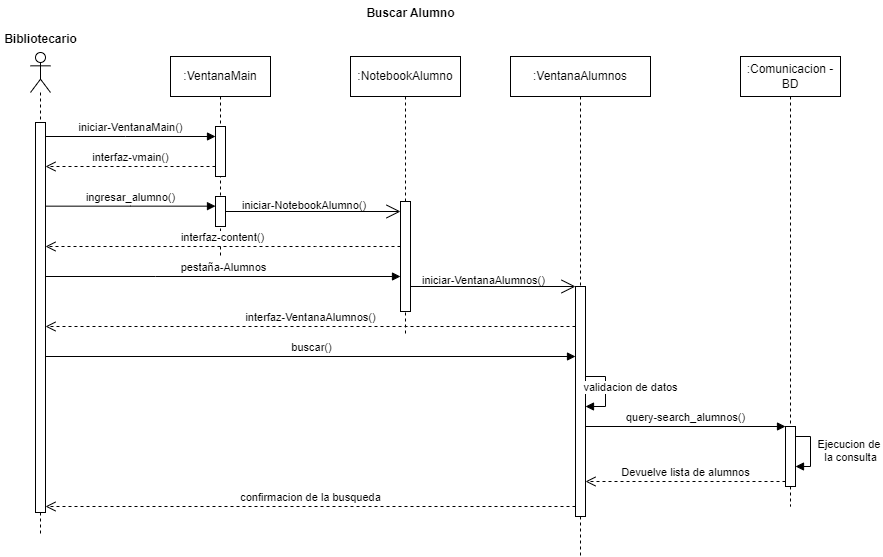 Buscar Alumno
Bibliotecario
:VentanaMain
:NotebookAlumno
:VentanaAlumnos
:Comunicacion -
BD
iniciar-VentanaMain()
interfaz-vmain()
ingresar_alumno()
iniciar-NotebookAlumno()
interfaz-content()
pestaña-Alumnos
iniciar-VentanaAlumnos()
interfaz-VentanaAlumnos()
buscar()
validacion de datos
query-search_alumnos()
Ejecucion de
la consulta
Devuelve lista de alumnos
confirmacion de la busqueda